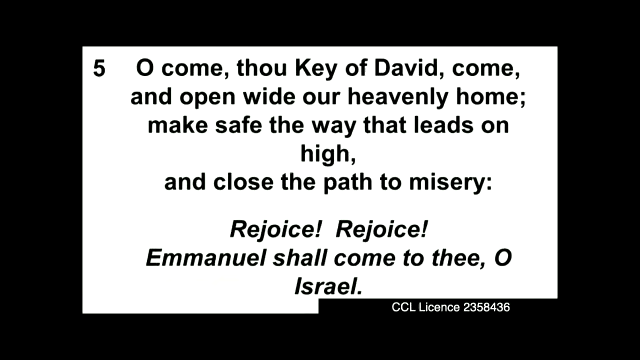 5 O come, thou Key of David, come,
and open wide our heavenly home;
make safe the way that leads on
high,
and close the path to misery:
Rejoice! Rejoice!
Emmanuel shall come to thee, O
Israel.
CCL Licence 2358436